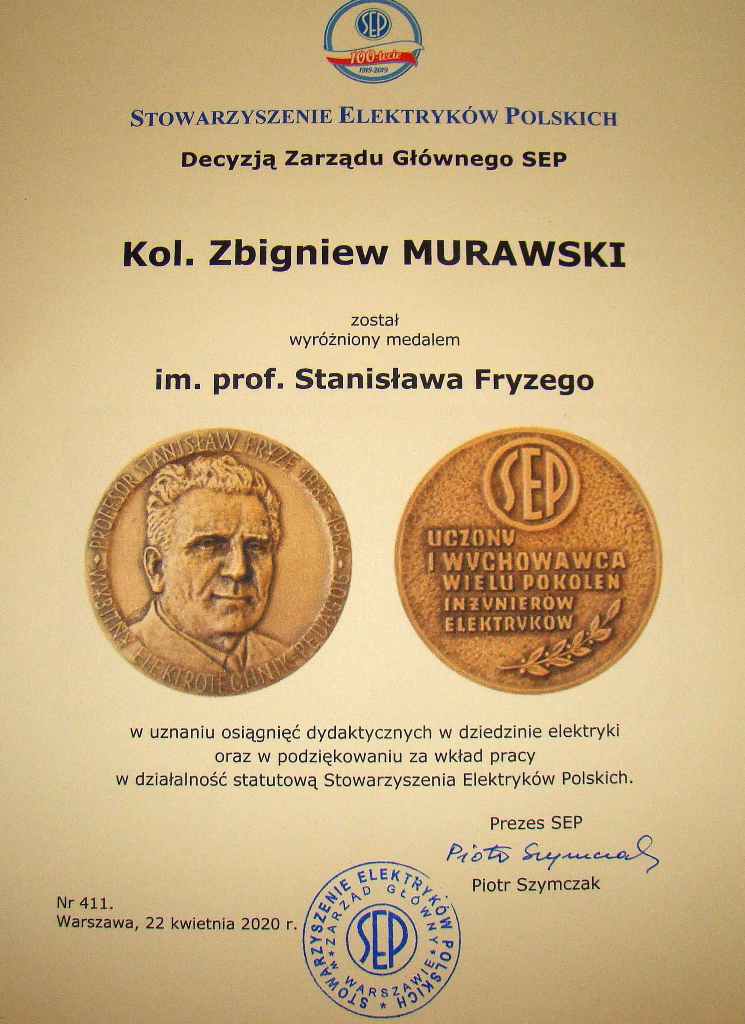 SEP
100-lecie
1919-2019
STOWARZYSZENIE ELEKTRYKÓW POLSKICH
Decyzją Zarządu Głównego SEP
Kol. Zbigniew MURAWSKI
został
wyróżniony medalem
im. prof. Stanisława Fryzego
PROFESOR STANISŁAW FRYZE · 1885-1964 ·
WYBITNY ELEKTROTECHNIK-PEDAGOG
SEP
UCZONY
I WYCHOWAWCA
WIELU POKOLEŃ
INŻYNIERÓW
ELEKTRYKÓW
w uznaniu osiągnięć dydaktycznych w dziedzinie elektryki
oraz w podziękowaniu za wkład pracy
w działalność statutową Stowarzyszenia Elektryków Polskich.
Prezes SEP
Piotr Szymczak
Piotr Szymczak
Nr 411.
Warszawa, 22 kwietnia 2020 r.
STOWARZYSZENIE ELEKTRYKÓW POLSKICH
ZARZĄD GŁÓWNY
w WARSZAWIE
SEP